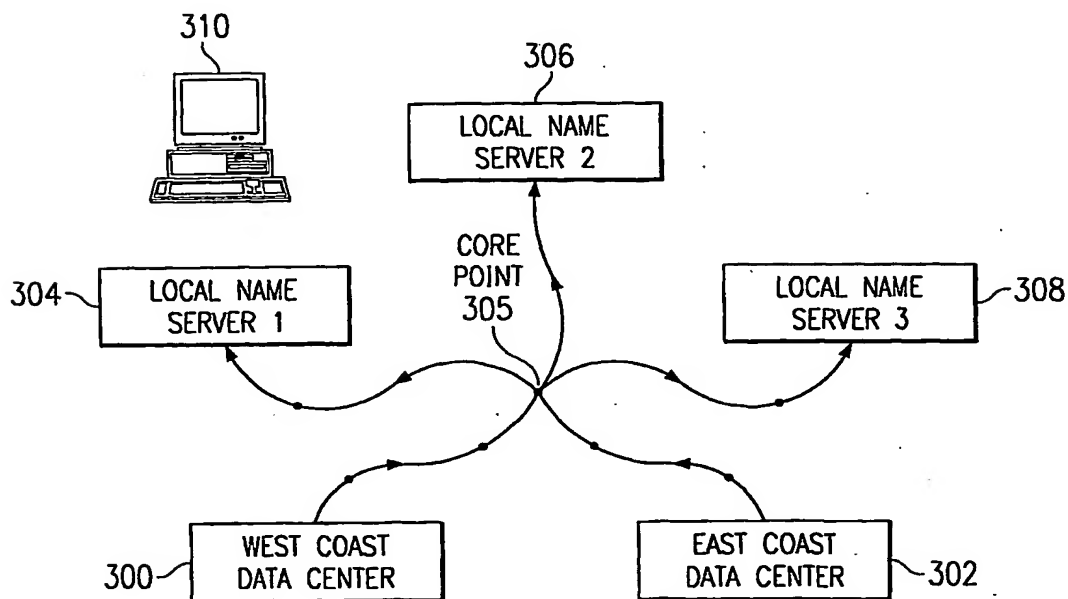 310
306
LOCAL NAME
SERVER 2
CORE
POINT
305
304
LOCAL NAME
SERVER 1
LOCAL NAME
SERVER 3
308
300
WEST COAST
DATA CENTER
EAST COAST
DATA CENTER
302